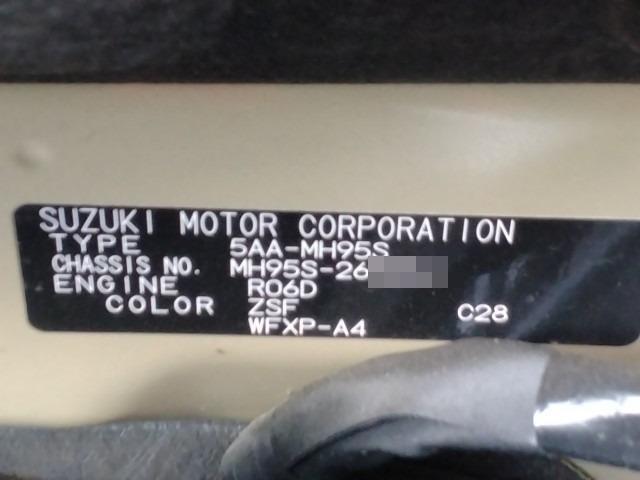 SUZUKI MOTOR CORPORATION
TYPE 5AA-MH95S
CHASSIS NO. MH95S-26
ENGINE R06D
COLOR ZSF C28
WFXP-A4